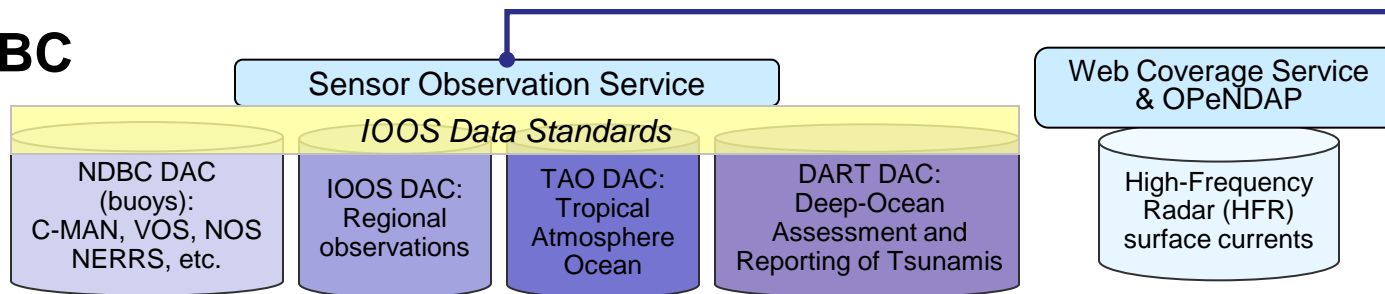 BC
Sensor Observation Service
IOOS Data Standards
NDBC DAC
(buoys):
C-MAN, VOS, NOS
NERRS, etc.
IOOS DAC:
Regional
observations
TAO DAC:
Tropical
Atmosphere
Ocean
DART DAC:
Deep-Ocean
Assessment and
Reporting of Tsunamis
Web Coverage Service
& OPeNDAP
High-Frequency
Radar (HFR)
surface currents